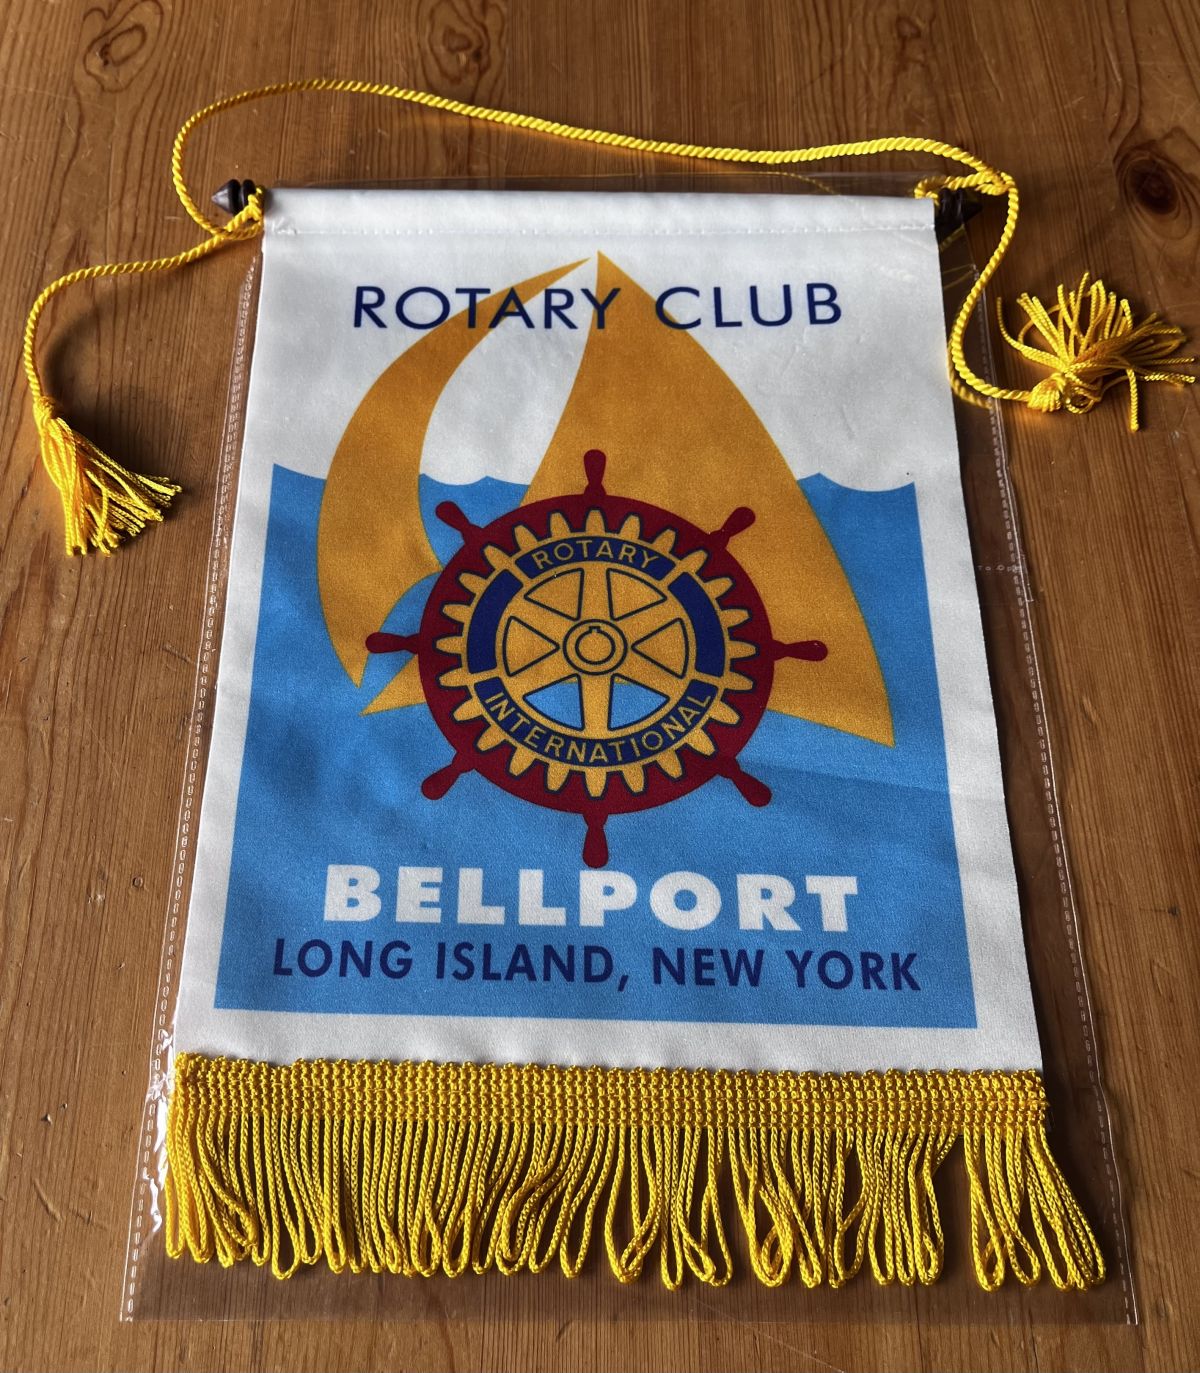 ROTARY CLUB
ROTARY
INTERNATIONAL
BELLPORT
LONG ISLAND, NEW YORK